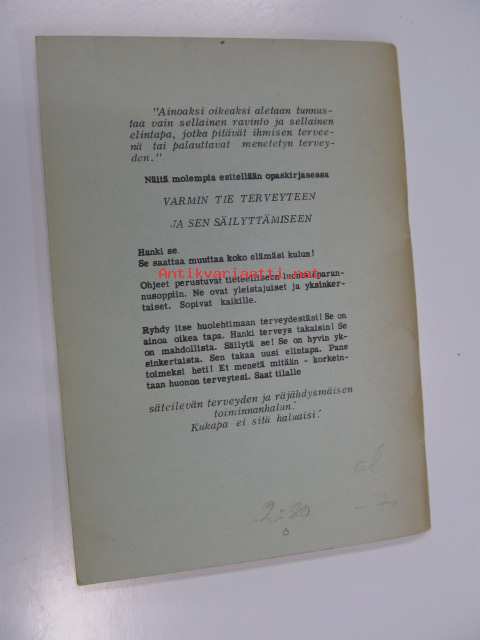 "Ainoaksi oikeaksi aletaan tunnus-
taa vain sellainen ravinto ja sellainen
elintapa, jotka pitävät ihmisen tervee-
nä tai palauttavat menetetyn tervey-
den."
Näitä molempia esitellään opaskirjasessa
VARMIN TIE TERVEYTEEN
JA SEN SÄILYTTÄMISEEN
Hanki se.
Se saattaa muuttaa koko elämäsi kulun!
Antikvariaatti.net
Ohjeet perustuvat tieteelliseen luonnonparan-
nusoppiin. Ne ovat yleistajuiset ja yksinker-
taiset. Sopivat kaikille.
Ryhdy itse huolehtimaan terveydestäsi! Se on
ainoa oikea tapa. Hanki terveys takaisin! Se
on mahdollista. Säilytä se! Se on hyvin yk-
sinkertaista. Sen takaa uusi elintapa. Pane
toimeksi heti! Et menetä mitään - korkein-
taan huonon terveytesi. Saat tilalle
säteilevän terveyden ja räjähdysmäisen
toiminnanhalun!
Kukapa ei sitä haluaisi!